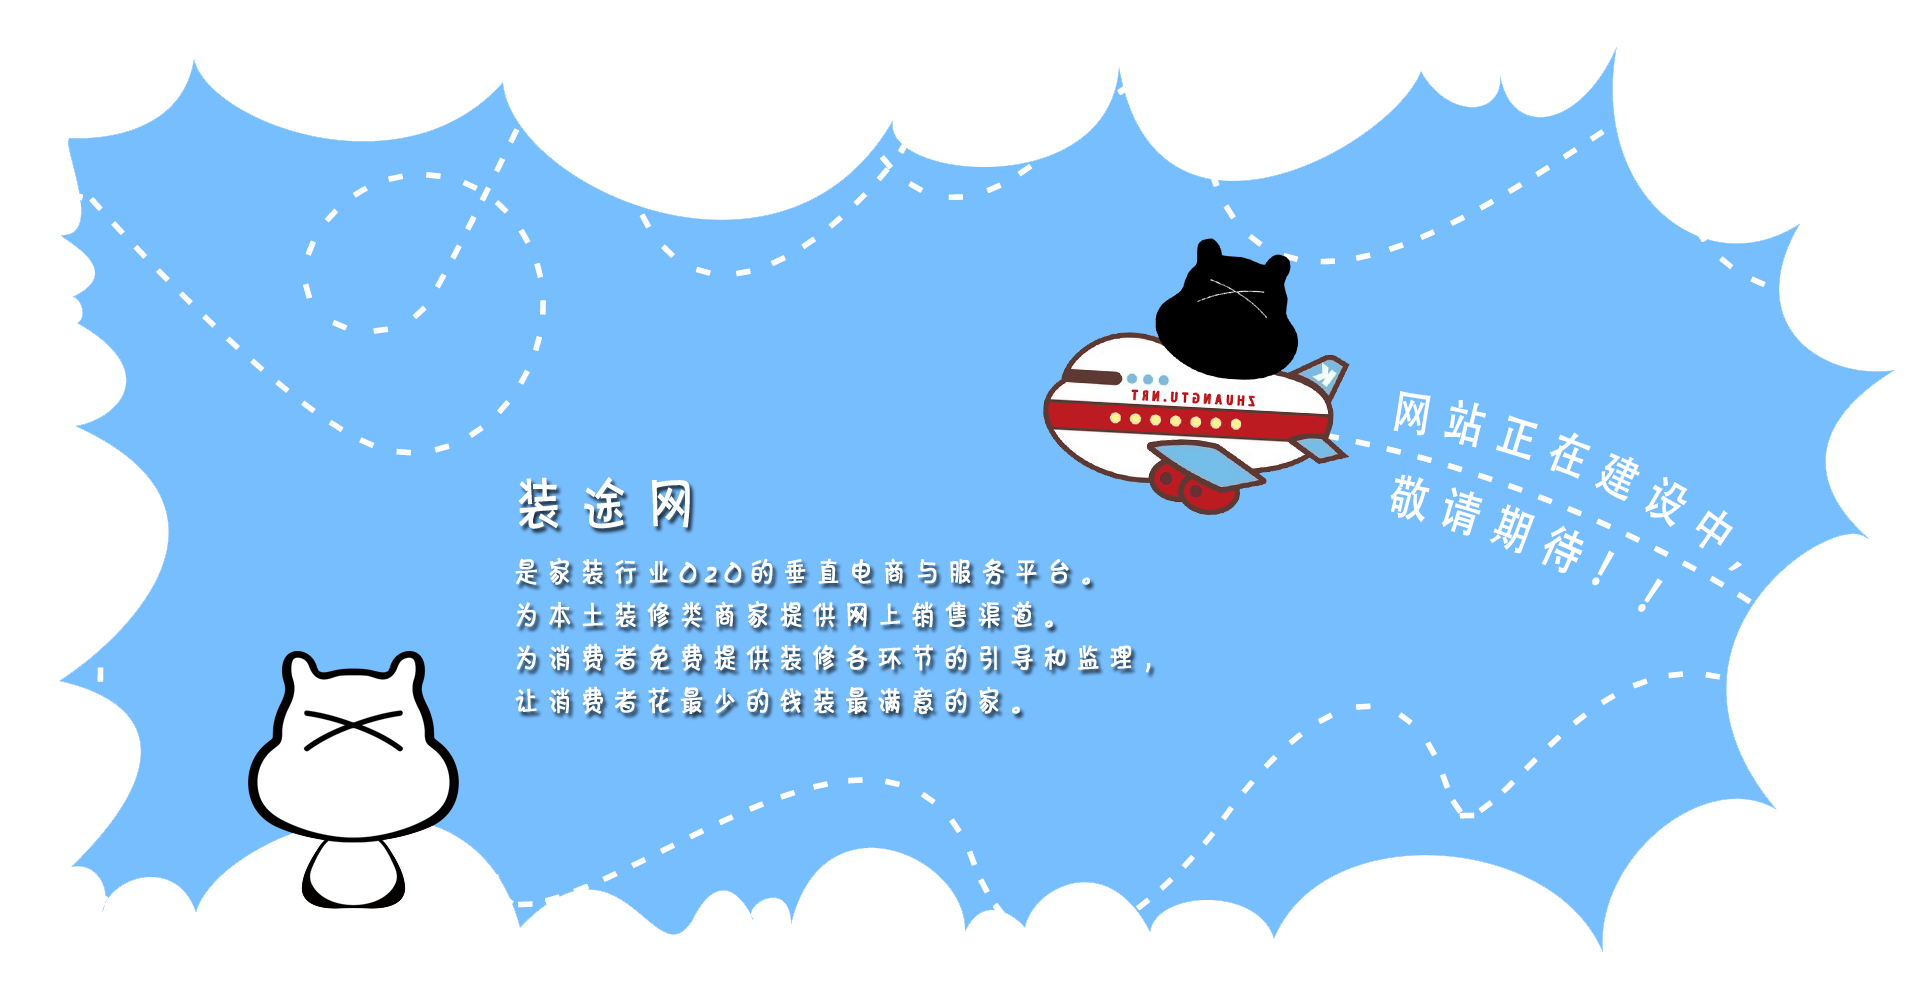 ZHUANGTU.NRT
网站正在建设中,
敬请期待!!
装途网
是家装行业O2O的垂直电商与服务平台。
为本土装修类商家提供网上销售渠道。
为消费者免费提供装修各环节的引导和监理,
让消费者花最少的钱装最满意的家。